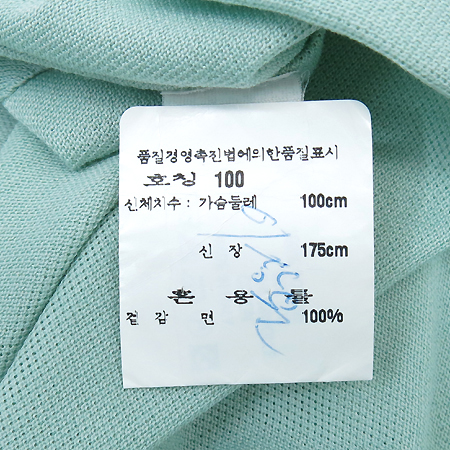 품질경영촉진법에의한품질표시
호칭 100
신체치수 : 가슴둘레 100cm
신 장 175cm
혼 용 률
겉 감 면 100%